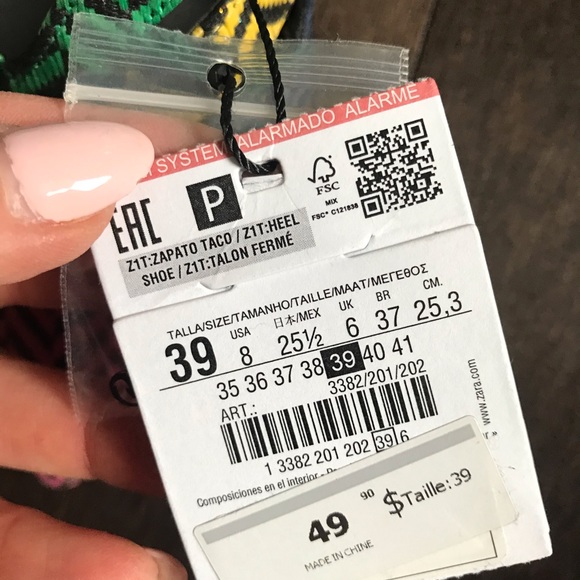 SYSTEM ALARMADO ALARME
FSC
MIX
FSC® C121838
EAC
P
Z1T:ZAPATO TACO / Z1T:HEEL
SHOE / Z1T:TALON FERMÉ
TALLA/SIZE/TAMANHO/TAILLE/MAAT/ΜΕΓΕΘΟΣ
39
USA 日本/MEX UK BR CM.
8 25½ 6 37 25,3
35 36 37 38 39 40 41
3382/201/202
ART.:
1 3382 201 202 39 6
www.zara.com
Composiciones en el interior -
49 90 $ Taille: 39
MADE IN CHINE